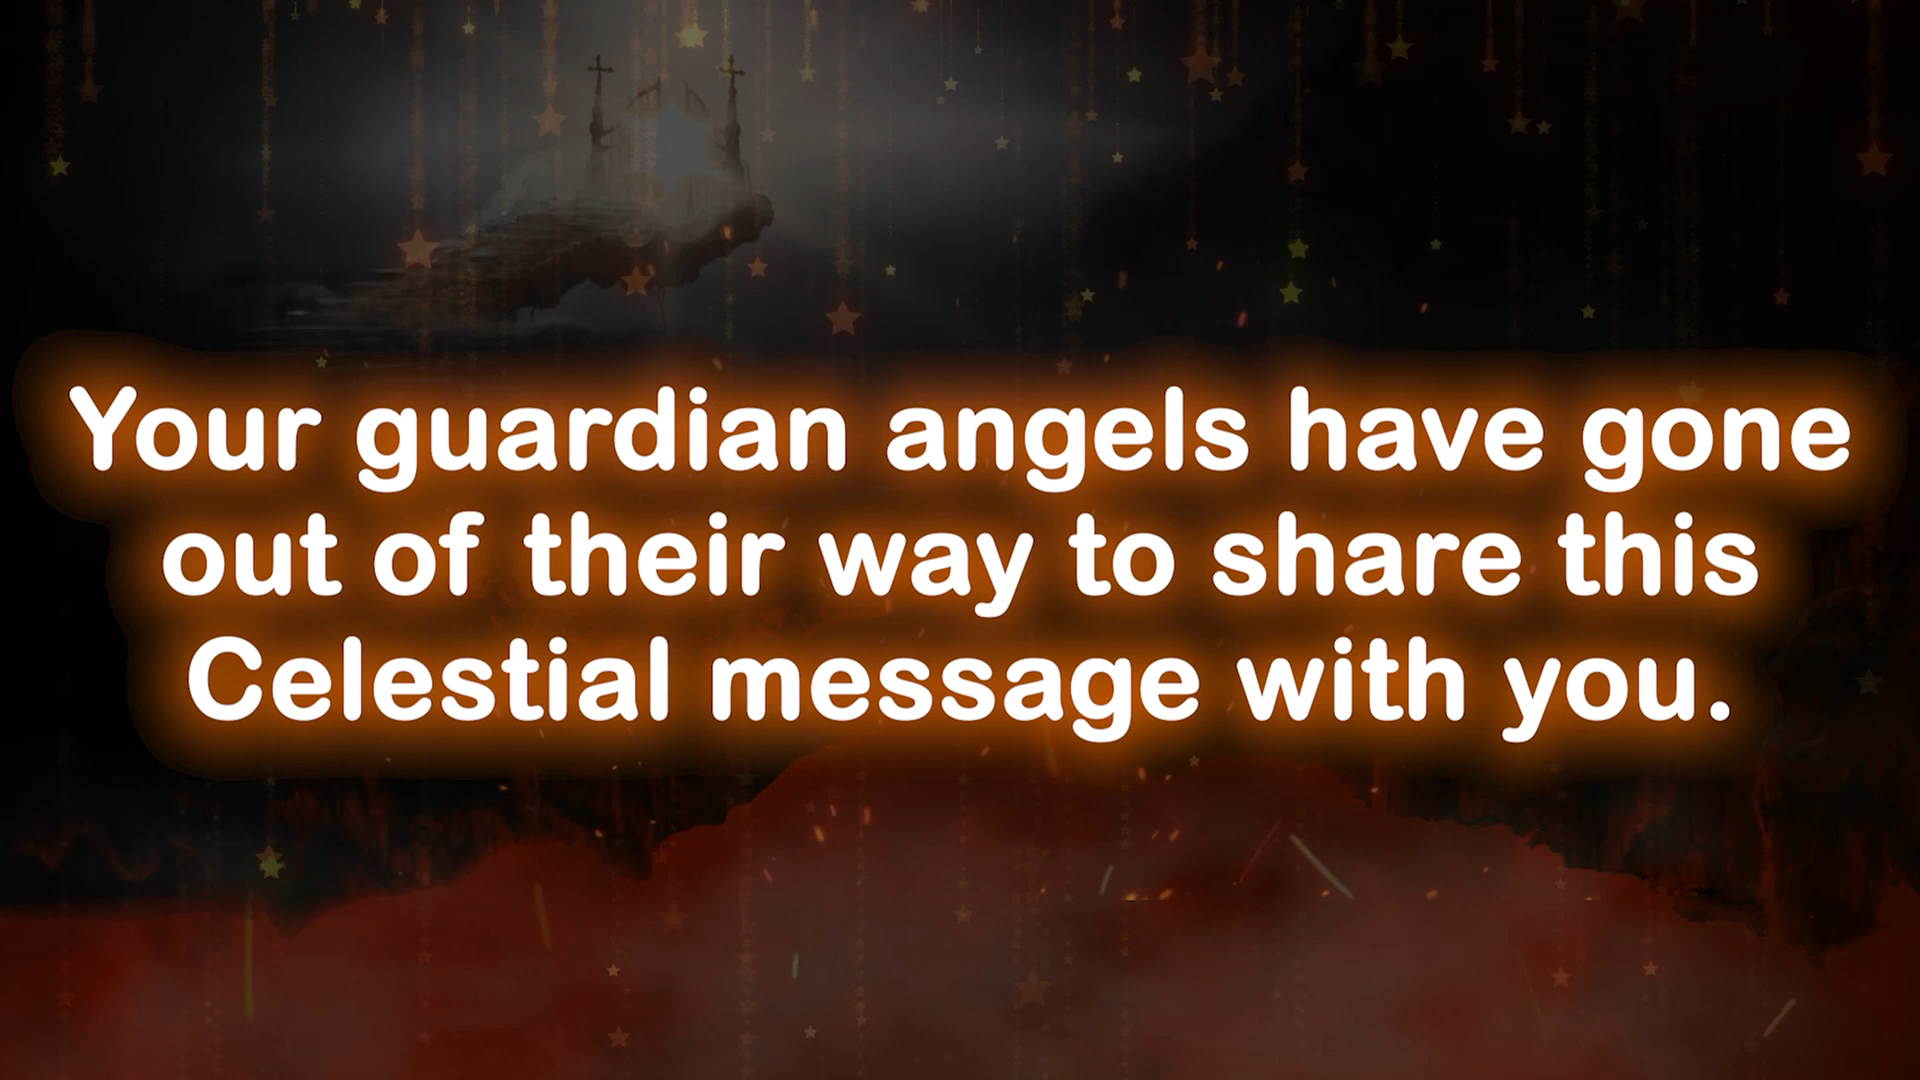 Your guardian angels have gone
out of their way to share this
Celestial message with you.